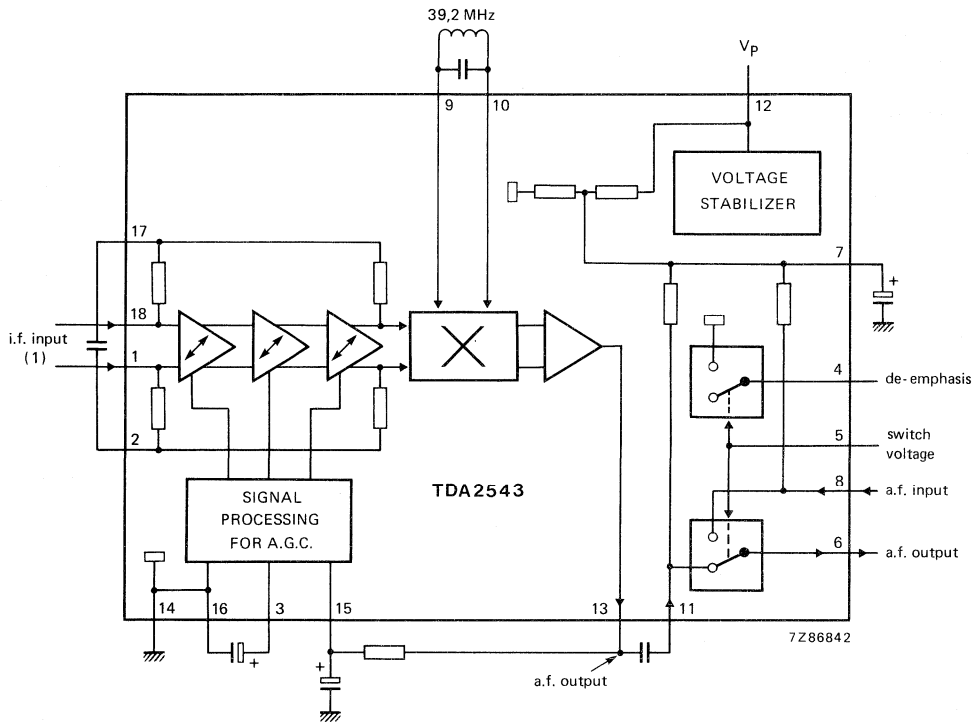 39,2 MHz
VP
9
10
12
VOLTAGE
STABILIZER
17
7
+
18
i.f. input
(1)
1
4
de-emphasis
2
5
switch
voltage
TDA2543
8
a.f. input
SIGNAL
PROCESSING
FOR A.G.C.
6
a.f. output
14
16
3
15
13
11
7Z86842
+
+
a.f. output